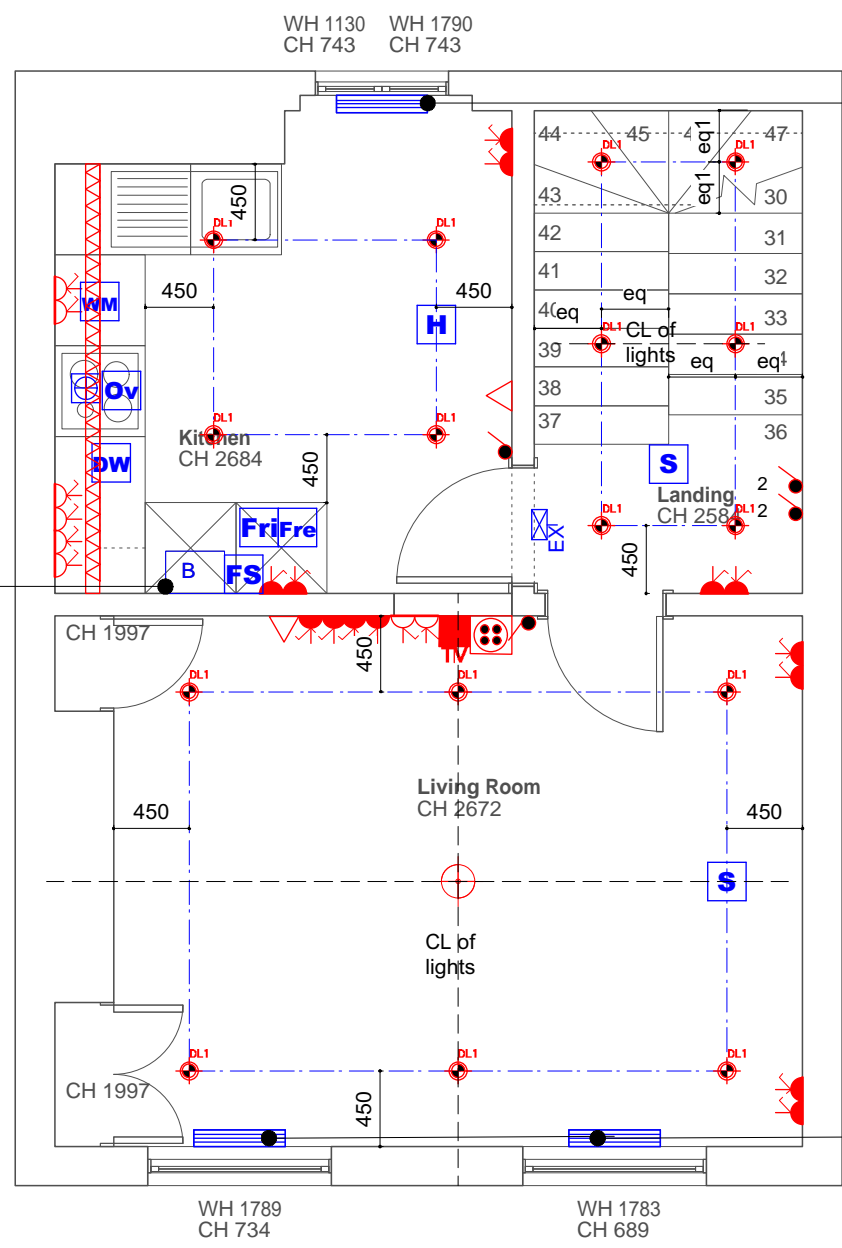 WH 1130 WH 1790
CH 743 CH 743
44 45 47
eq1
DL1 DL1
eq1
43 30
450
DL1 DL1
42 31
41 32
WM
450 450
eq
40 33
H
eq
DL1 DL1
CL of
lights
39
eq eq
Ov
38 35
37 36
DL1 DL1
Kitchen
CH 2684
450
DW
S
Landing
CH 2584
2
2
DL1 DL1
Fri Fre
EX
450
B FS
CH 1997
450
TV
DL1 DL1 DL1
Living Room
CH 2672
450 450
S
CL of
lights
DL1 DL1 DL1
CH 1997
450
WH 1789
CH 734
WH 1783
CH 689